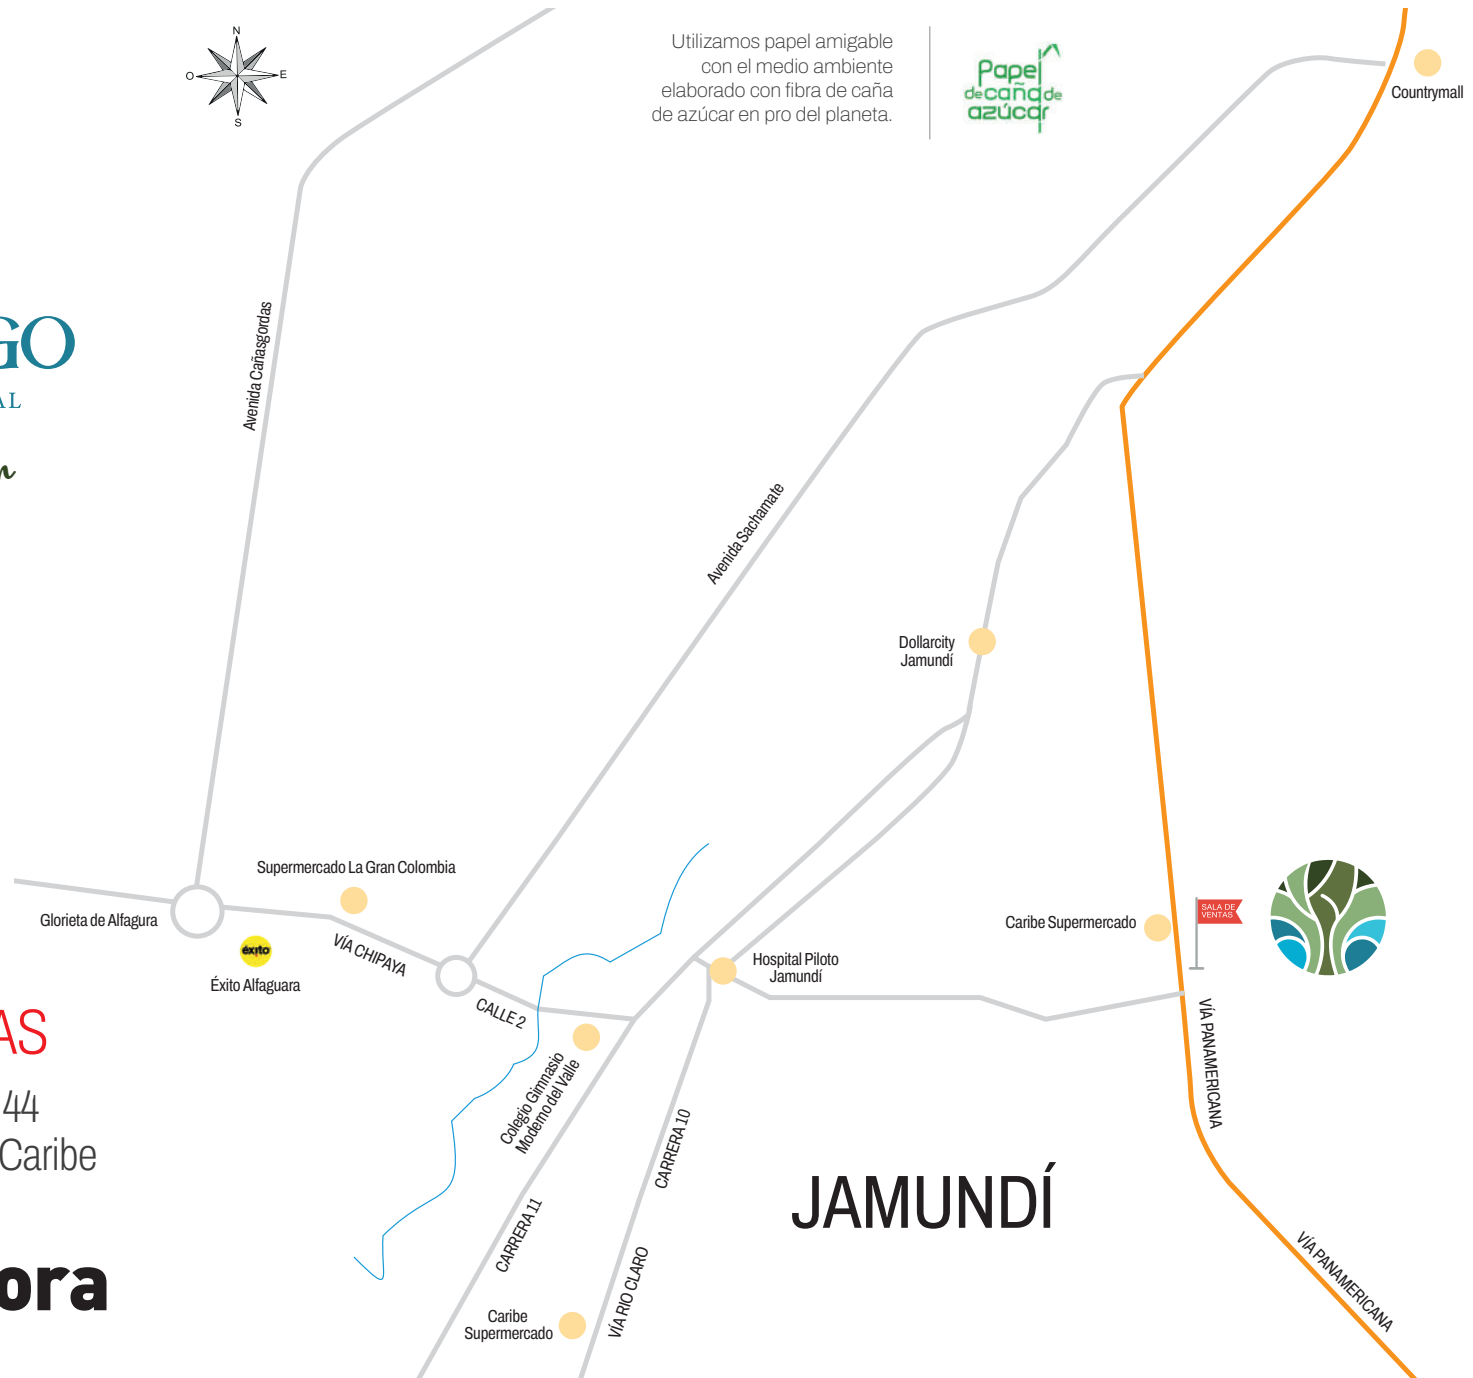 N
O
E
S
Utilizamos papel amigable
con el medio ambiente
elaborado con fibra de caña
de azúcar en pro del planeta.
Papel
de caña de
azúcar
Countrymall
Avenida Cañasgordas
GO
AL
n
Avenida Sachamate
Dollarcity
Jamundí
Supermercado La Gran Colombia
Glorieta de Alfagura
éxito
Éxito Alfaguara
VÍA CHIPAYA
CALLE 2
Caribe Supermercado
SALA DE
VENTAS
Hospital Piloto
Jamundí
VÍA PANAMERICANA
AS
44
Caribe
Colegio Gimnasio
Moderno del Valle
CARRERA 10
CARRERA 11
JAMUNDÍ
VÍA RIO CLARO
VÍA PANAMERICANA
ora
Caribe
Supermercado